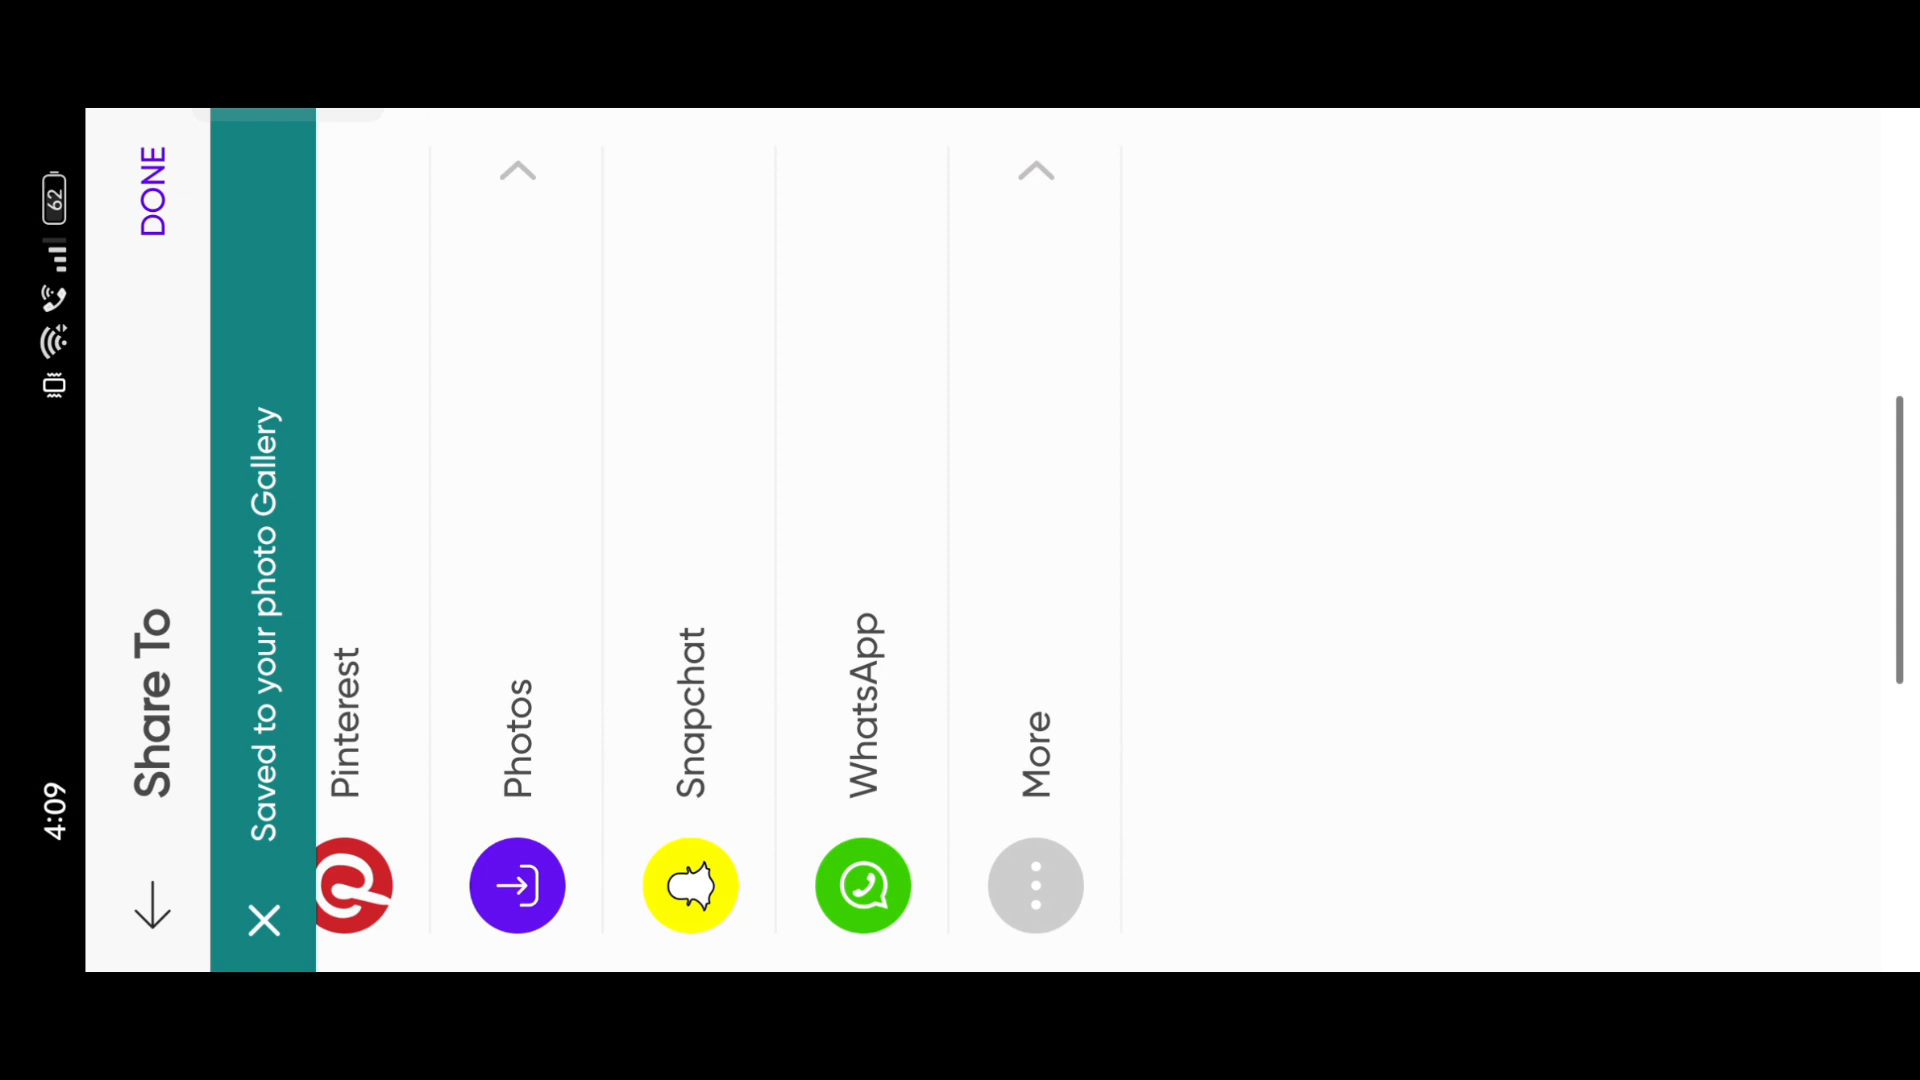 4:09
62
Share To
DONE
Saved to your photo Gallery
Pinterest
Photos
Snapchat
WhatsApp
More